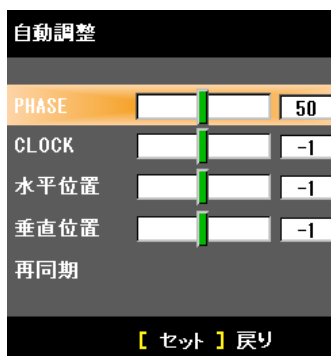 自動調整
PHASE 50
CLOCK -1
水平位置 -1
垂直位置 -1
再同期
[ セット ] 戻り